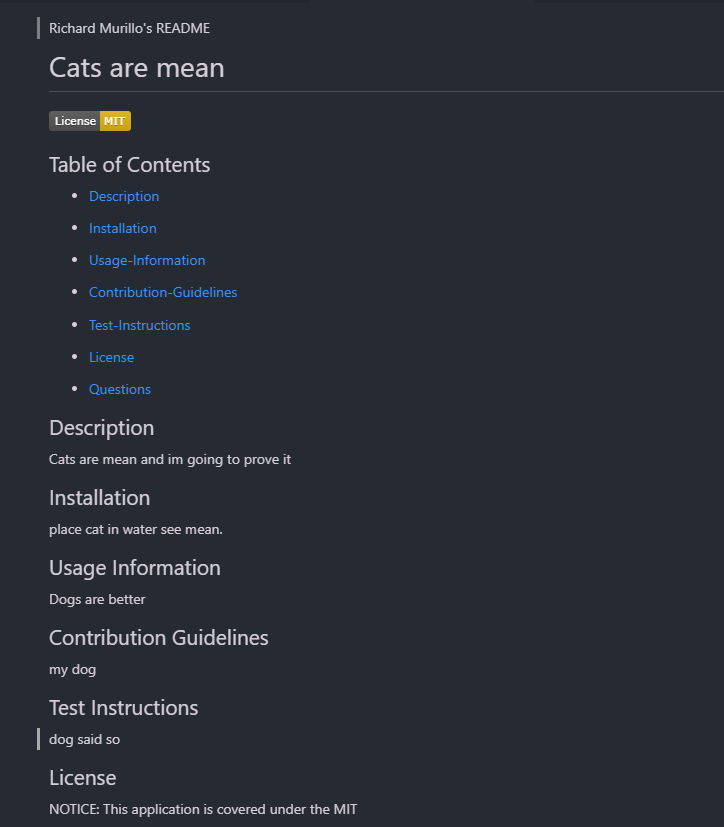 Richard Murillo's README
Cats are mean
License MIT
Table of Contents
Description
Installation
Usage-Information
Contribution-Guidelines
Test-Instructions
License
Questions
Description
Cats are mean and im going to prove it
Installation
place cat in water see mean.
Usage Information
Dogs are better
Contribution Guidelines
my dog
Test Instructions
dog said so
License
NOTICE: This application is covered under the MIT